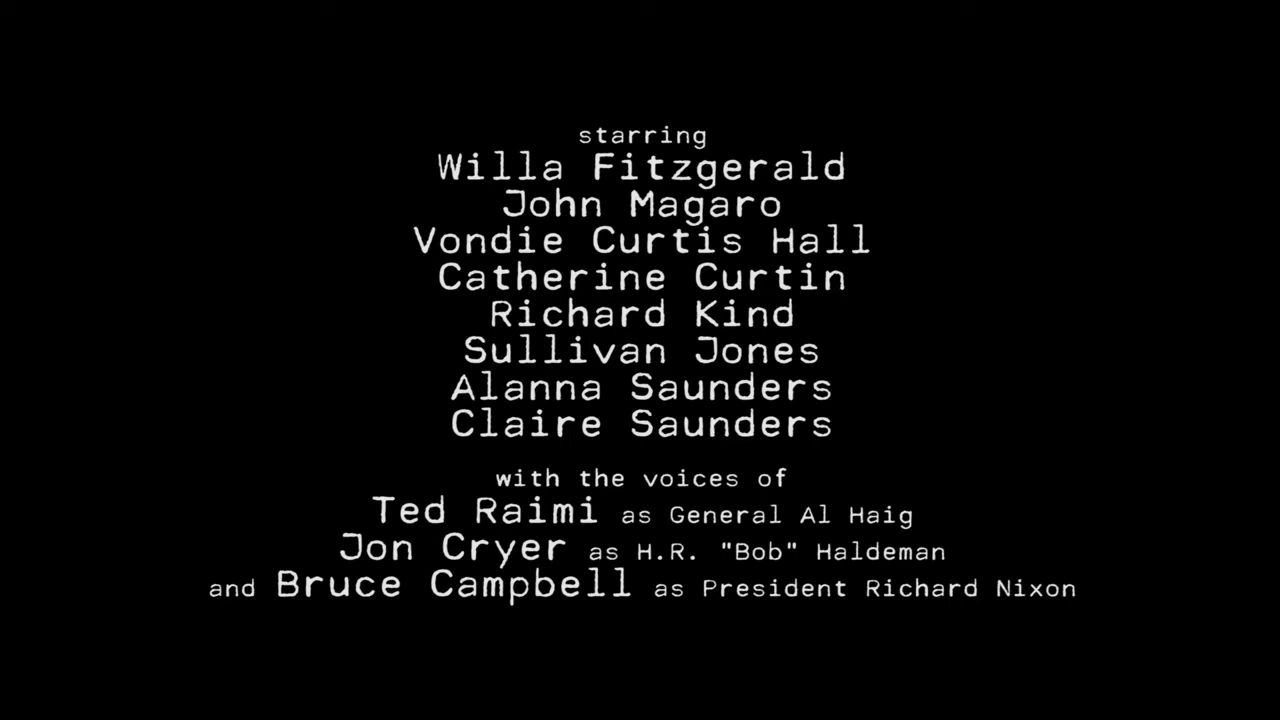 starring
Willa Fitzgerald
John Magaro
Vondie Curtis Hall
Catherine Curtin
Richard Kind
Sullivan Jones
Alanna Saunders
Claire Saunders
with the voices of
Ted Raimi as General Al Haig
Jon Cryer as H.R. "Bob" Haldeman
and Bruce Campbell as President Richard Nixon